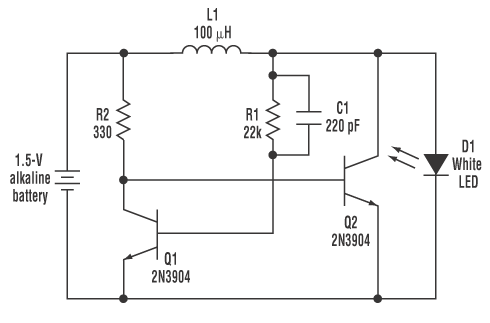 L1
100 μH
R2
330
R1
22k
C1
220 pF
1.5-V
alkaline
battery
D1
White
LED
Q2
2N3904
Q1
2N3904